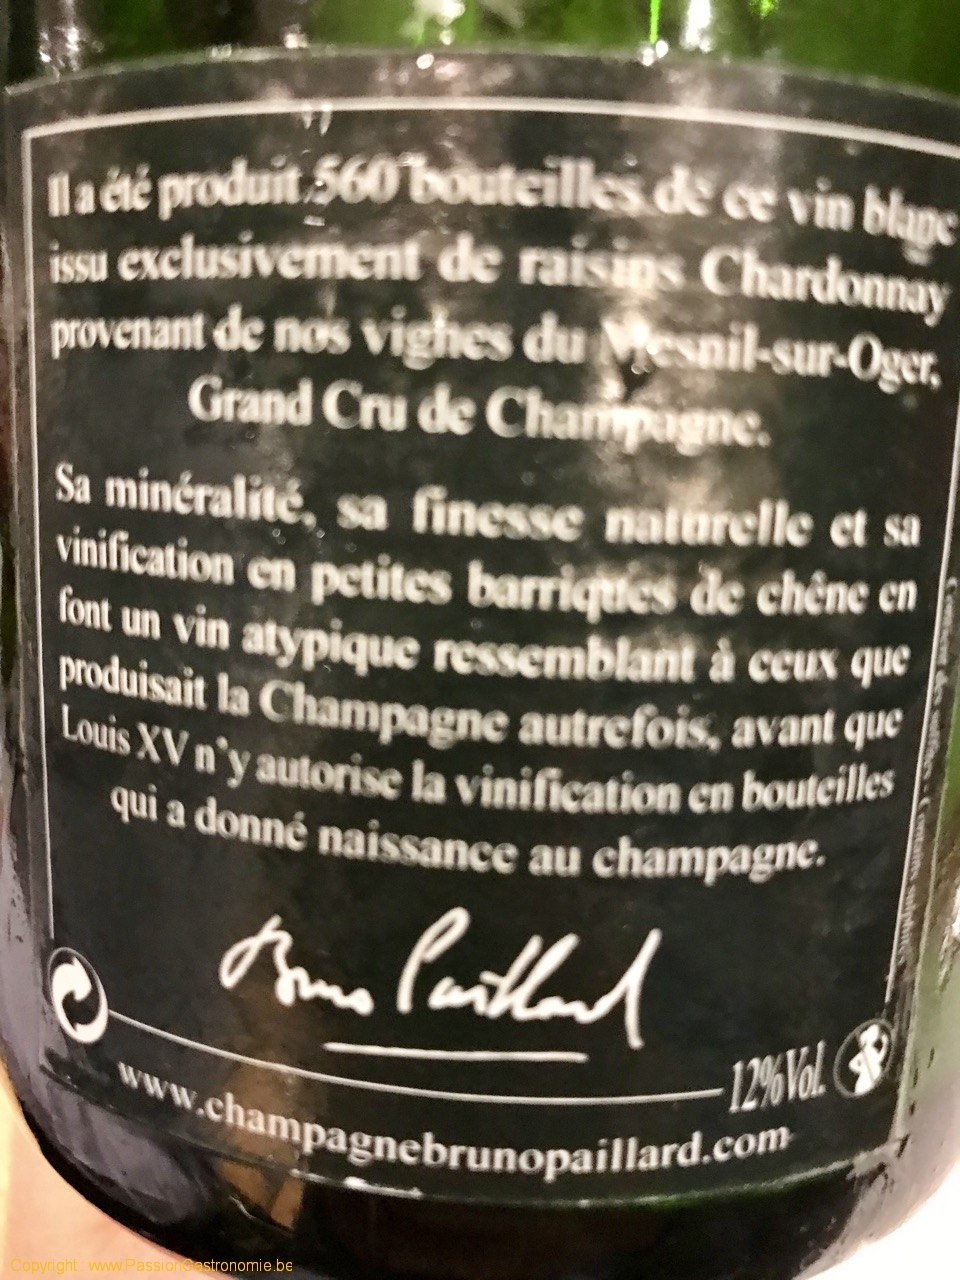 Il a été produit 560 bouteilles de ce vin blanc
issu exclusivement de raisins Chardonnay
provenant de nos vignes du Mesnil-sur-Oger,
Grand Cru de Champagne.
Sa minéralité, sa finesse naturelle et sa
vinification en petites barriques de chêne en
font un vin atypique ressemblant à ceux que
produisait la Champagne autrefois, avant que
Louis XV n'y autorise la vinification en bouteilles
qui a donné naissance au champagne.
Bruno Paillard
12%Vol.
www.champagnebrunopaillard.com
Copyright www.PassionGastronomie.be